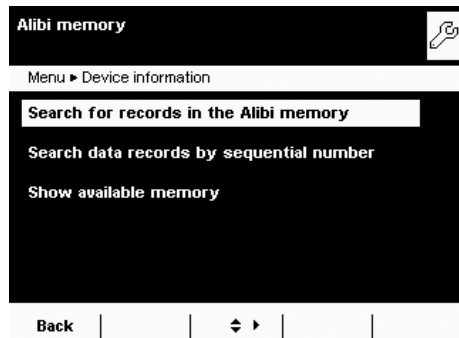 Alibi memory
Menu ▸ Device information
Search for records in the Alibi memory
Search data records by sequential number
Show available memory
Back